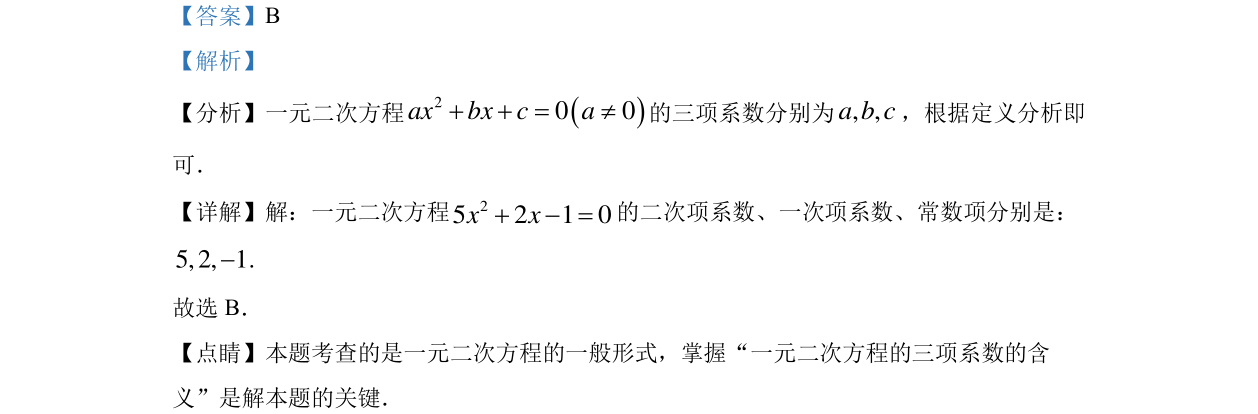 【答案】B
【解析】
【分析】一元二次方程ax²+bx+c=0(a≠0)的三项系数分别为a,b,c，根据定义分析即
可．
【详解】解：一元二次方程5x²+2x−1=0的二次项系数、一次项系数、常数项分别是：
5,2,−1.
故选 B．
【点睛】本题考查的是一元二次方程的一般形式，掌握“一元二次方程的三项系数的含
义”是解本题的关键．